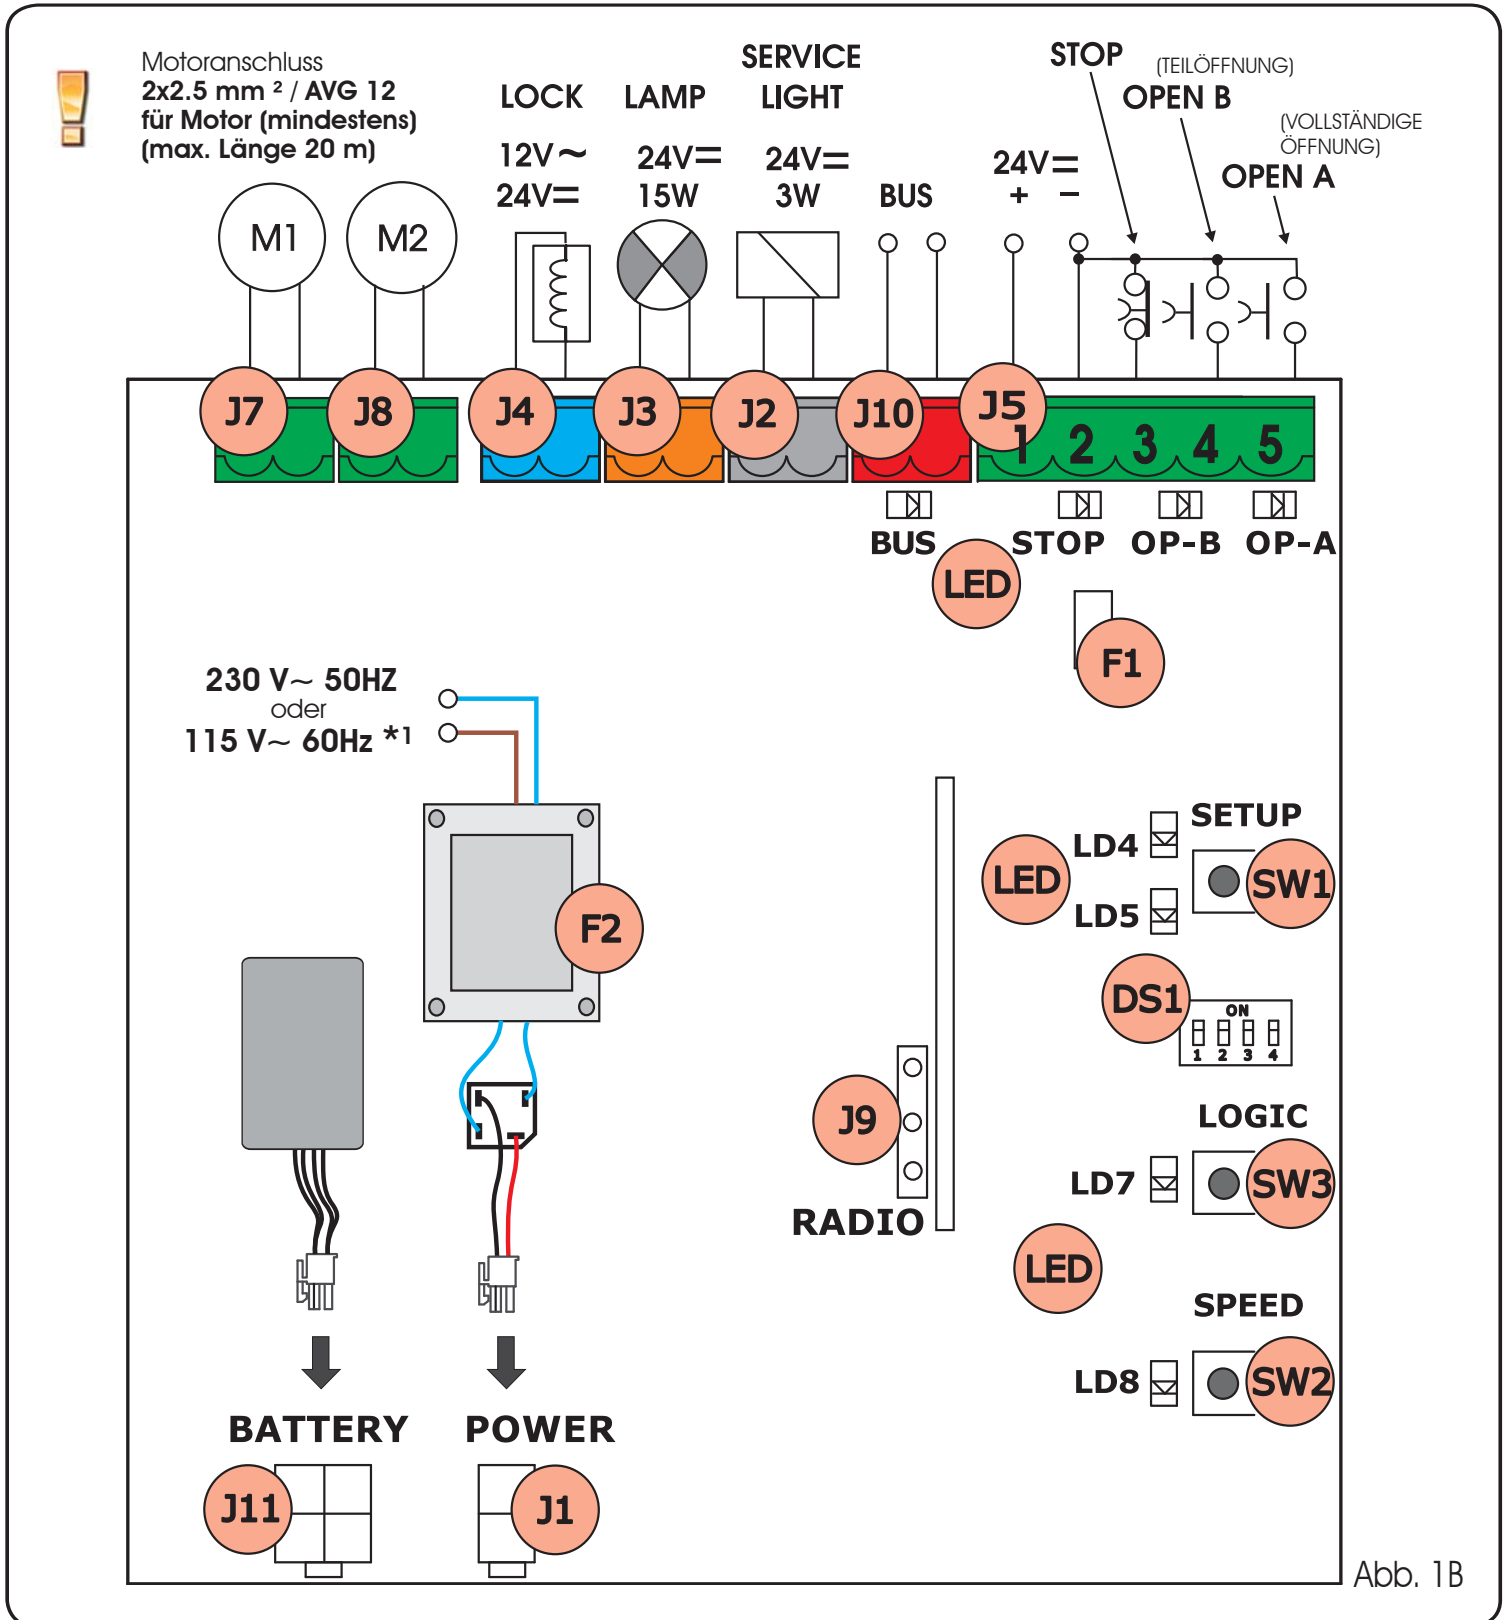 Motoranschluss
2x2.5 mm ² / AVG 12
für Motor (mindestens)
(max. Länge 20 m)
LOCK
12V~
24V=
LAMP
24V=
15W
SERVICE
LIGHT
24V=
3W
BUS
24V=
+ −
STOP
(TEILÖFFNUNG)
OPEN B
(VOLLSTÄNDIGE
ÖFFNUNG)
OPEN A
M1 M2
J7 J8 J4 J3 J2 J10 J5
1 2 3 4 5
BUS STOP OP-B OP-A
LED
F1
230 V~ 50HZ
oder
115 V~ 60Hz *1
F2
SETUP
LD4
LED
SW1
LD5
DS1
ON
1 2 3 4
J9
RADIO
LOGIC
LD7
SW3
LED
SPEED
LD8
SW2
BATTERY
POWER
J11
J1
Abb. 1B